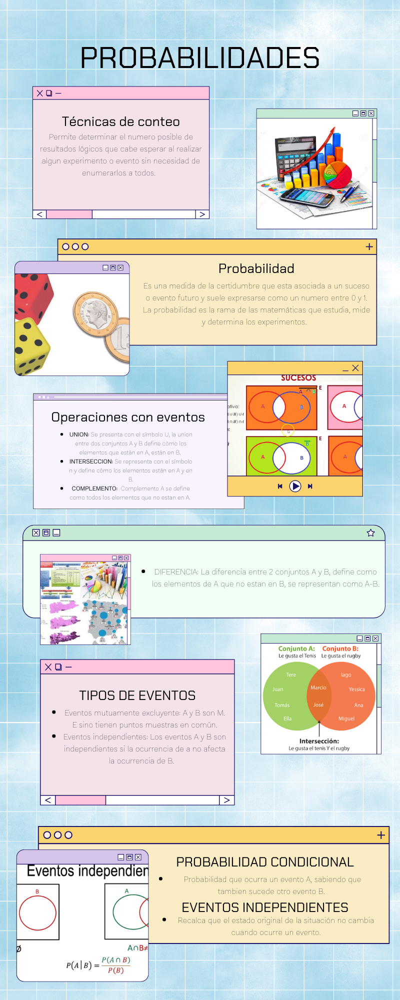 PROBABILIDADES
Técnicas de conteo
Permite determinar el numero posible de
resultados lógicos que cabe esperar al realizar
algun experimento o evento sin necesidad de
enumerarlos a todos.
Probabilidad
Es una medida de la certidumbre que esta asociada a un suceso
o evento futuro y suele expresarse como un numero entre 0 y 1.
La probabilidad es la rama de las matemáticas que estudia, mide
y determina los experimentos.
SUCESOS
A ∩ B
E
A
B
A
ativa:
n:
B
E
A
B
A
Operaciones con eventos
• UNION: Se presenta con el símbolo U, la union
entre dos conjuntos A y B define cómo los
elementos que están en A, están en B.
• INTERSECCION: Se representa con el símbolo
n y define cómo los elementos están en A y en
B.
• COMPLEMENTO: Complemento A se define
como todos los elementos que no estan en A.
• DIFERENCIA: La diferencia entre 2 conjuntos A y B, define como
los elementos de A que no estan en B, se representan como A-B.
Conjunto A: Conjunto B:
Le gusta el Tenis Le gusta el rugby
Tere
Iago
Juan
Marcio
Yessica
Tomás
José
Ana
Ella
Miguel
Intersección:
Le gusta el tenis Y el rugby
TIPOS DE EVENTOS
• Eventos mutuamente excluyente: A y B son M.
E sino tienen puntos muestras en común.
• Eventos independientes: Los eventos A y B son
independientes si la ocurrencia de a no afecta
la ocurrencia de B.
PROBABILIDAD CONDICIONAL
• Probabilidad que ocurra un evento A, sabiendo que
tambien sucede otro evento B.
EVENTOS INDEPENDIENTES
• Recalca que el estado original de la situación no cambia
cuando ocurre un evento.
Eventos independien
B
A
Ø
A∩B≠
P(A|B) = P(A ∩ B) / P(B)